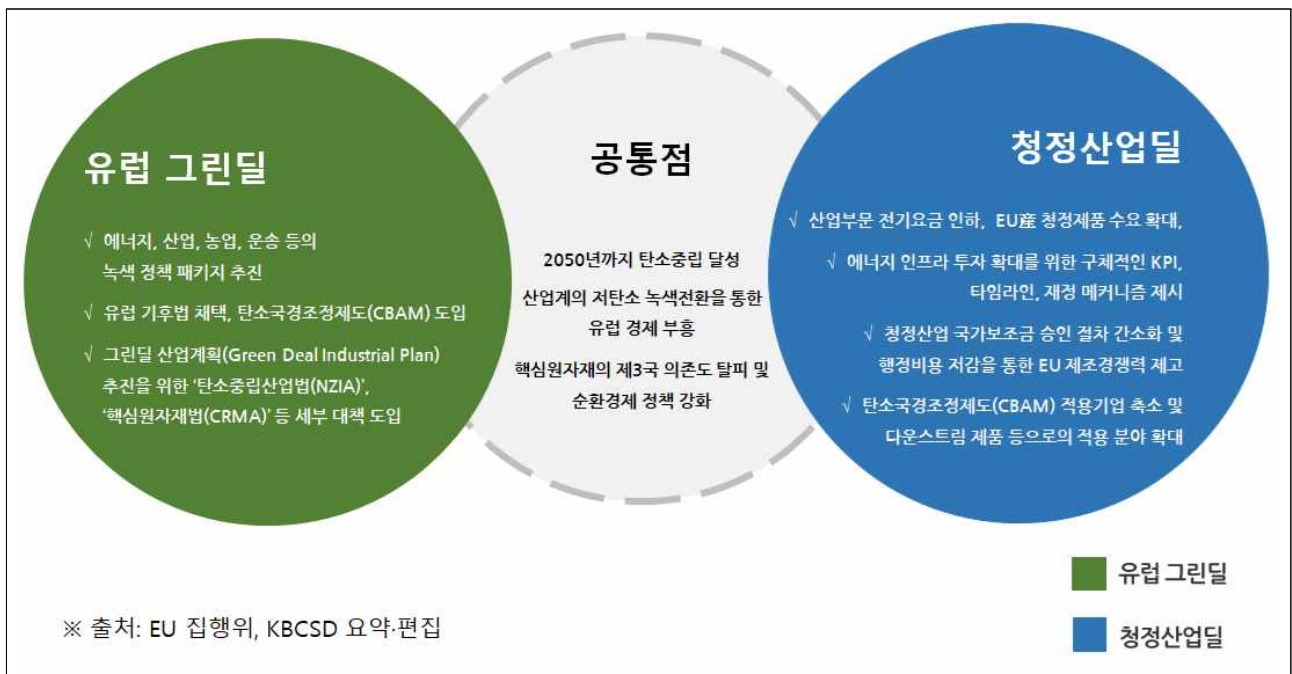 유럽 그린딜
√ 에너지, 산업, 농업, 운송 등의
녹색 정책 패키지 추진
√ 유럽 기후법 채택, 탄소국경조정제도(CBAM) 도입
√ 그린딜 산업계획(Green Deal Industrial Plan)
추진을 위한 ‘탄소중립산업법(NZIA)’,
‘핵심원자재법(CRMA)’ 등 세부 대책 도입
공통점
2050년까지 탄소중립 달성
산업계의 저탄소 녹색전환을 통한
유럽 경제 부흥
핵심원자재의 제3국 의존도 탈피 및
순환경제 정책 강화
청정산업딜
√ 산업부문 전기요금 인하, EU産 청정제품 수요 확대,
√ 에너지 인프라 투자 확대를 위한 구체적인 KPI,
타임라인, 재정 메커니즘 제시
√ 청정산업 국가보조금 승인 절차 간소화 및
행정비용 저감을 통한 EU 제조경쟁력 제고
√ 탄소국경조정제도(CBAM) 적용기업 축소 및
다운스트림 제품 등으로의 적용 분야 확대
유럽 그린딜
청정산업딜
※ 출처: EU 집행위, KBCSD 요약·편집